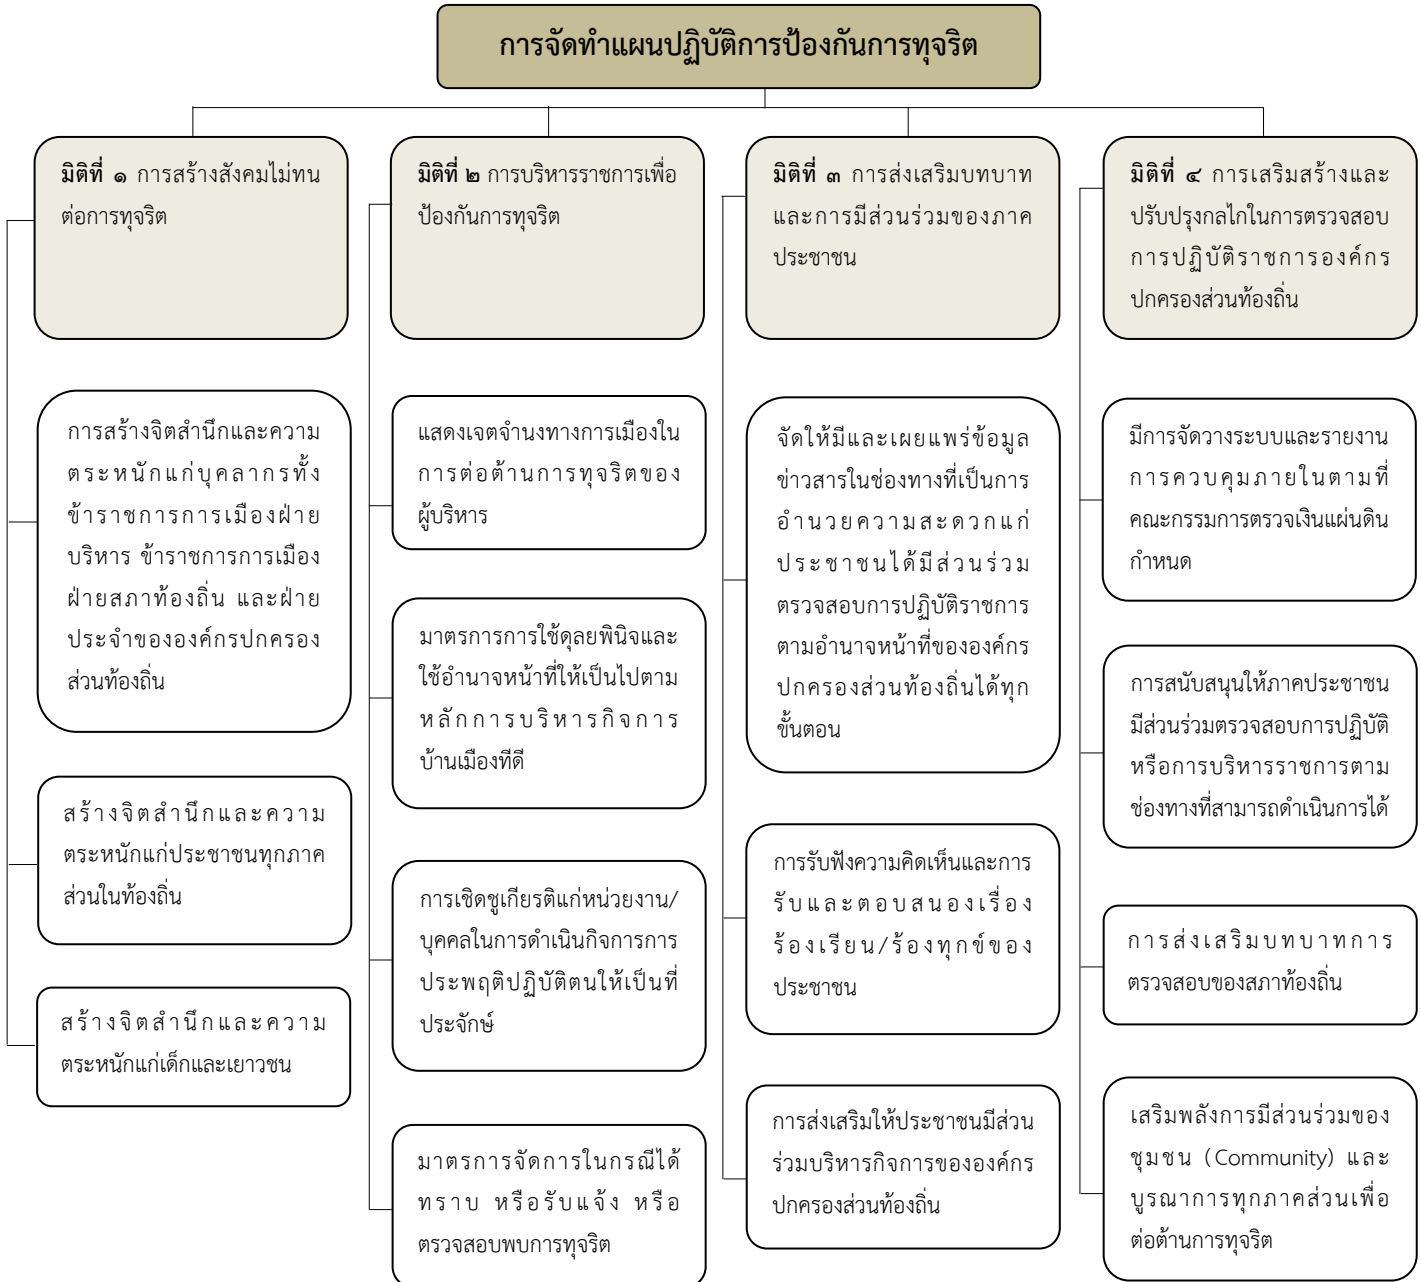 การจัดทำแผนปฏิบัติการป้องกันการทุจริต
มิติที่ ๑ การสร้างสังคมไม่ทน
ต่อการทุจริต
การสร้างจิตสำนึกและความ
ตระหนักแก่บุคลากรทั้ง
ข้าราชการการเมืองฝ่าย
บริหาร ข้าราชการการเมือง
ฝ่ายสภาท้องถิ่น และฝ่าย
ประจำขององค์กรปกครอง
ส่วนท้องถิ่น
สร้างจิตสำนึกและความ
ตระหนักแก่ประชาชนทุกภาค
ส่วนในท้องถิ่น
สร้างจิตสำนึกและความ
ตระหนักแก่เด็กและเยาวชน
มิติที่ ๒ การบริหารราชการเพื่อ
ป้องกันการทุจริต
แสดงเจตจำนงทางการเมืองใน
การต่อต้านการทุจริตของ
ผู้บริหาร
มาตรการการใช้ดุลยพินิจและ
ใช้อำนาจหน้าที่ให้เป็นไปตาม
หลักการบริหารกิจการ
บ้านเมืองที่ดี
การเชิดชูเกียรติแก่หน่วยงาน/
บุคคลในการดำเนินกิจการการ
ประพฤติปฏิบัติตนให้เป็นที่
ประจักษ์
มาตรการจัดการในกรณีได้
ทราบ หรือรับแจ้ง หรือ
ตรวจสอบพบการทุจริต
มิติที่ ๓ การส่งเสริมบทบาท
และการมีส่วนร่วมของภาค
ประชาชน
จัดให้มีและเผยแพร่ข้อมูล
ข่าวสารในช่องทางที่เป็นการ
อำนวยความสะดวกแก่
ประชาชนได้มีส่วนร่วม
ตรวจสอบการปฏิบัติราชการ
ตามอำนาจหน้าที่ขององค์กร
ปกครองส่วนท้องถิ่นได้ทุก
ขั้นตอน
การรับฟังความคิดเห็นและการ
รับและตอบสนองเรื่อง
ร้องเรียน/ร้องทุกข์ของ
ประชาชน
การส่งเสริมให้ประชาชนมีส่วน
ร่วมบริหารกิจการขององค์กร
ปกครองส่วนท้องถิ่น
มิติที่ ๔ การเสริมสร้างและ
ปรับปรุงกลไกในการตรวจสอบ
การปฏิบัติราชการองค์กร
ปกครองส่วนท้องถิ่น
มีการจัดวางระบบและรายงาน
การควบคุมภายในตามที่
คณะกรรมการตรวจเงินแผ่นดิน
กำหนด
การสนับสนุนให้ภาคประชาชน
มีส่วนร่วมตรวจสอบการปฏิบัติ
หรือการบริหารราชการตาม
ช่องทางที่สามารถดำเนินการได้
การส่งเสริมบทบาทการ
ตรวจสอบของสภาท้องถิ่น
เสริมพลังการมีส่วนร่วมของ
ชุมชน (Community) และ
บูรณาการทุกภาคส่วนเพื่อ
ต่อต้านการทุจริต